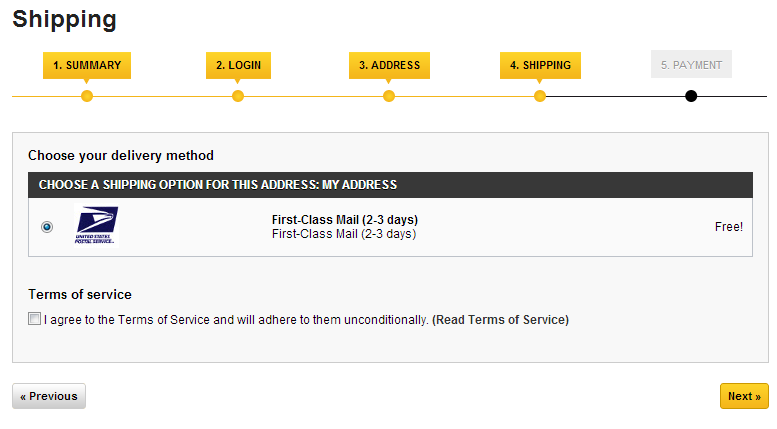 Shipping
1. SUMMARY
2. LOGIN
3. ADDRESS
4. SHIPPING
5. PAYMENT
Choose your delivery method
CHOOSE A SHIPPING OPTION FOR THIS ADDRESS: MY ADDRESS
UNITED STATES
POSTAL SERVICE
First-Class Mail (2-3 days)
First-Class Mail (2-3 days)
Free!
Terms of service
I agree to the Terms of Service and will adhere to them unconditionally. (Read Terms of Service)
« Previous
Next »